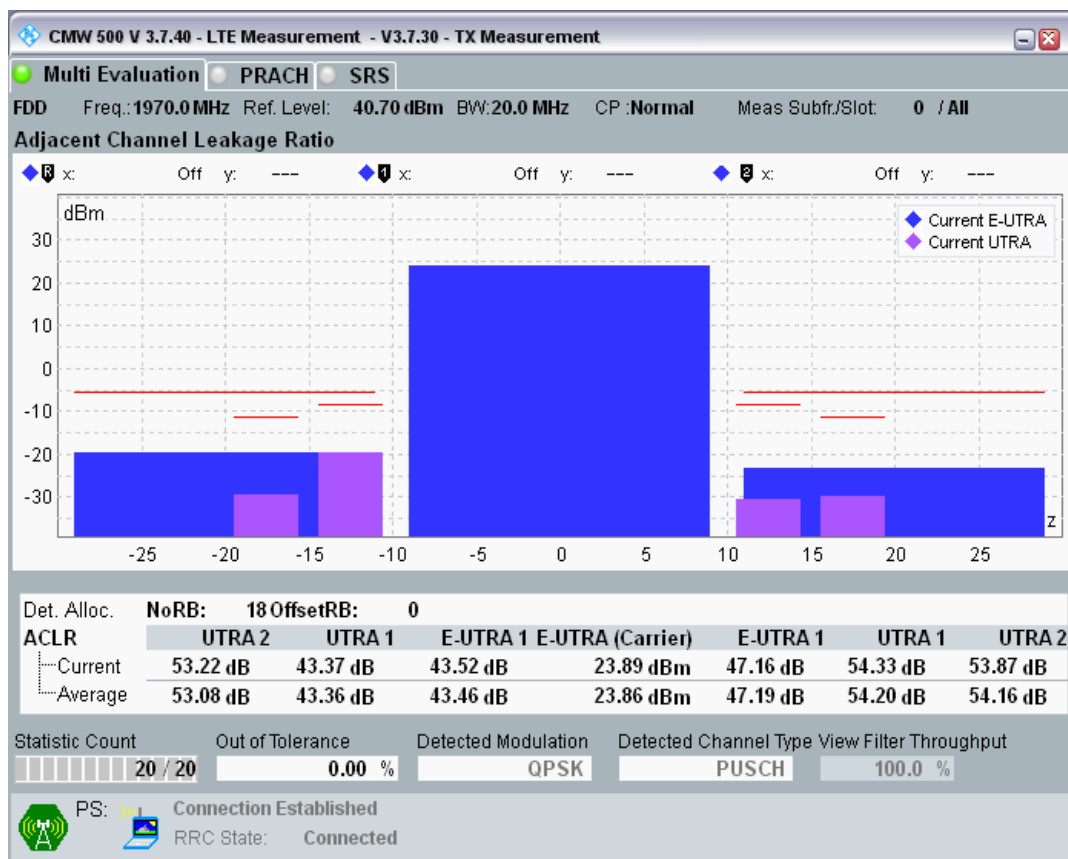 CMW 500 V 3.7.40 - LTE Measurement - V3.7.30 - TX Measurement
Multi Evaluation PRACH SRS
FDD Freq.: 1970.0 MHz Ref. Level: 40.70 dBm BW: 20.0 MHz CP : Normal Meas Subfr./Slot: 0 / All
Adjacent Channel Leakage Ratio
R x: Off y: --- 1 x: Off y: --- 2 x: Off y: ---
dBm
Current E-UTRA
Current UTRA
30
20
10
0
-10
-20
-30
z
-25 -20 -15 -10 -5 0 5 10 15 20 25
Det. Alloc. NoRB: 18 OffsetRB: 0
ACLR UTRA 2 UTRA 1 E-UTRA 1 E-UTRA (Carrier) E-UTRA 1 UTRA 1 UTRA 2
Current 53.22 dB 43.37 dB 43.52 dB 23.89 dBm 47.16 dB 54.33 dB 53.87 dB
Average 53.08 dB 43.36 dB 43.46 dB 23.86 dBm 47.19 dB 54.20 dB 54.16 dB
Statistic Count Out of Tolerance Detected Modulation Detected Channel Type View Filter Throughput
20 / 20 0.00 % QPSK PUSCH 100.0 %
PS: Connection Established
RRC State: Connected